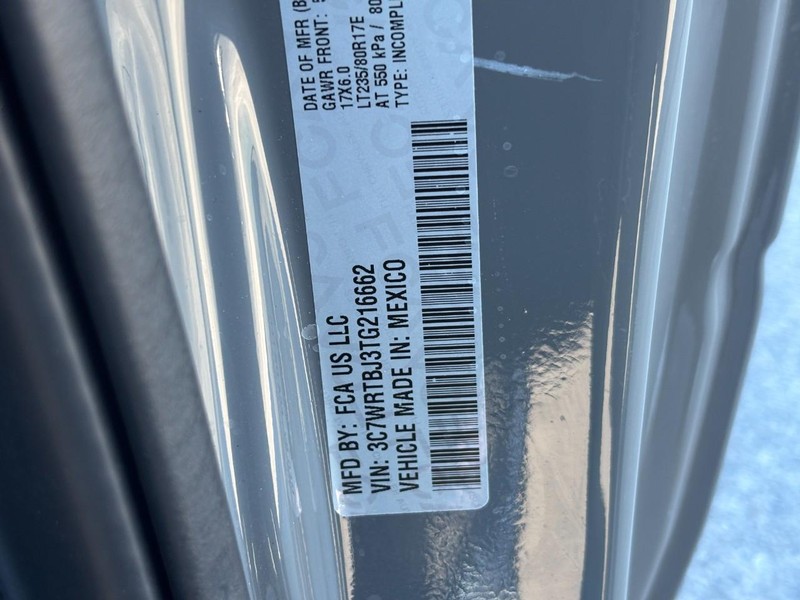 DATE OF MFR
GAWR FRONT:
17X6.0
LT235/80R17E
AT 550 kPa / 80
TYPE:
MFD BY: FCA US LLC
VIN: 3C7WRTBJ3TG216662
VEHICLE MADE IN: MEXICO